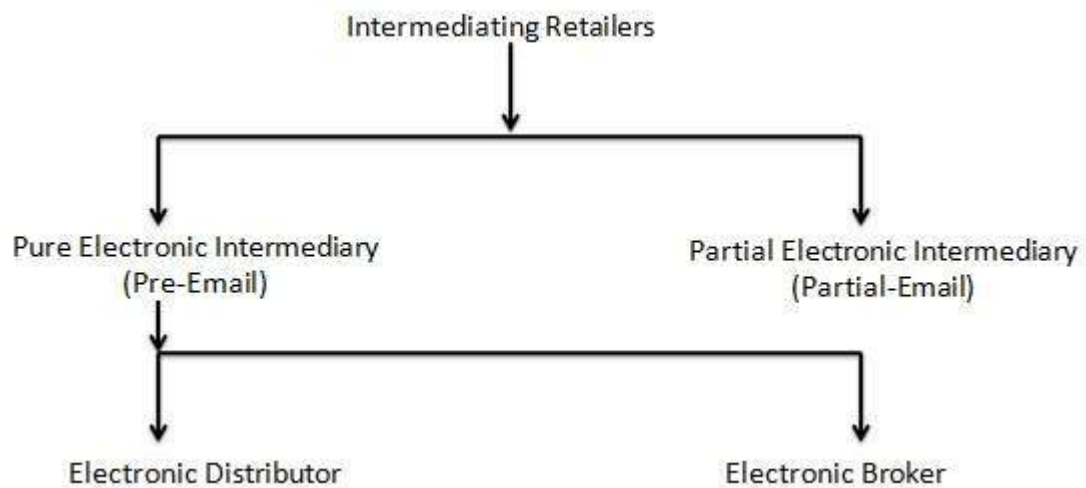 Intermediating Retailers
Pure Electronic Intermediary
(Pre-Email)
Partial Electronic Intermediary
(Partial-Email)
Electronic Distributor
Electronic Broker